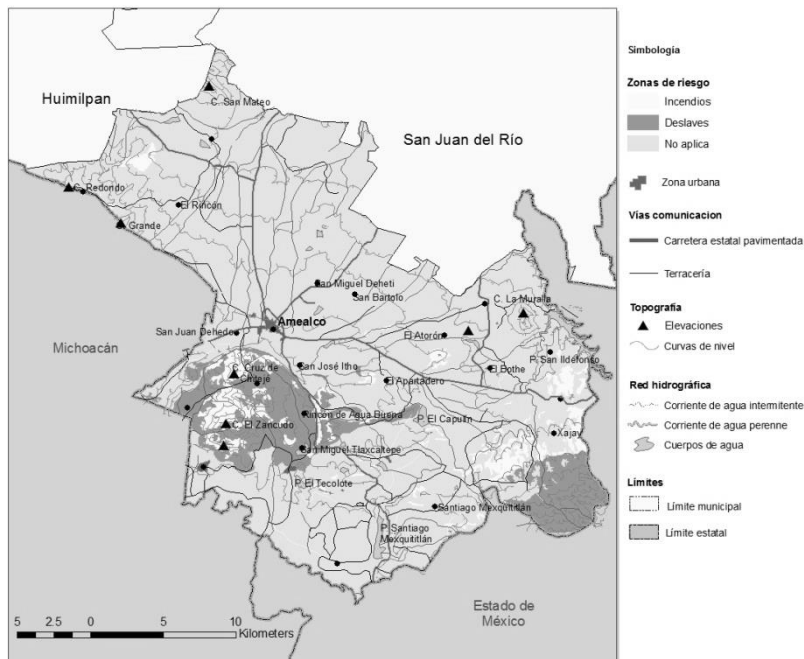 Huimilpan
C. San Mateo
San Juan del Río
C. Redondo
El Rincón
Grande
San Miguel Deheti
San Bartolo
C. La Muralla
Amealco
San Juan Dehedo
El Atorón
Michoacán
P. San Ildefonso
San José Itho
El Bothe
C. Cruz de
El Apartadero
C. El Zancudo
Rincón de Agua Buena
P. El Capulín
Xajay
San Miguel Tlaxcaltepe
P. El Tecolote
Santiago Mexquititlán
P. Santiago
Mexquititlán
Estado de
México
5 2.5 0 5 10
Kilometers
Simbología
Zonas de riesgo
Incendios
Deslaves
No aplica
Zona urbana
Vías comunicacion
Carretera estatal pavimentada
Terracería
Topografía
Elevaciones
Curvas de nivel
Red hidrográfica
Corriente de agua intermitente
Corriente de agua perenne
Cuerpos de agua
Límites
Límite municipal
Límite estatal